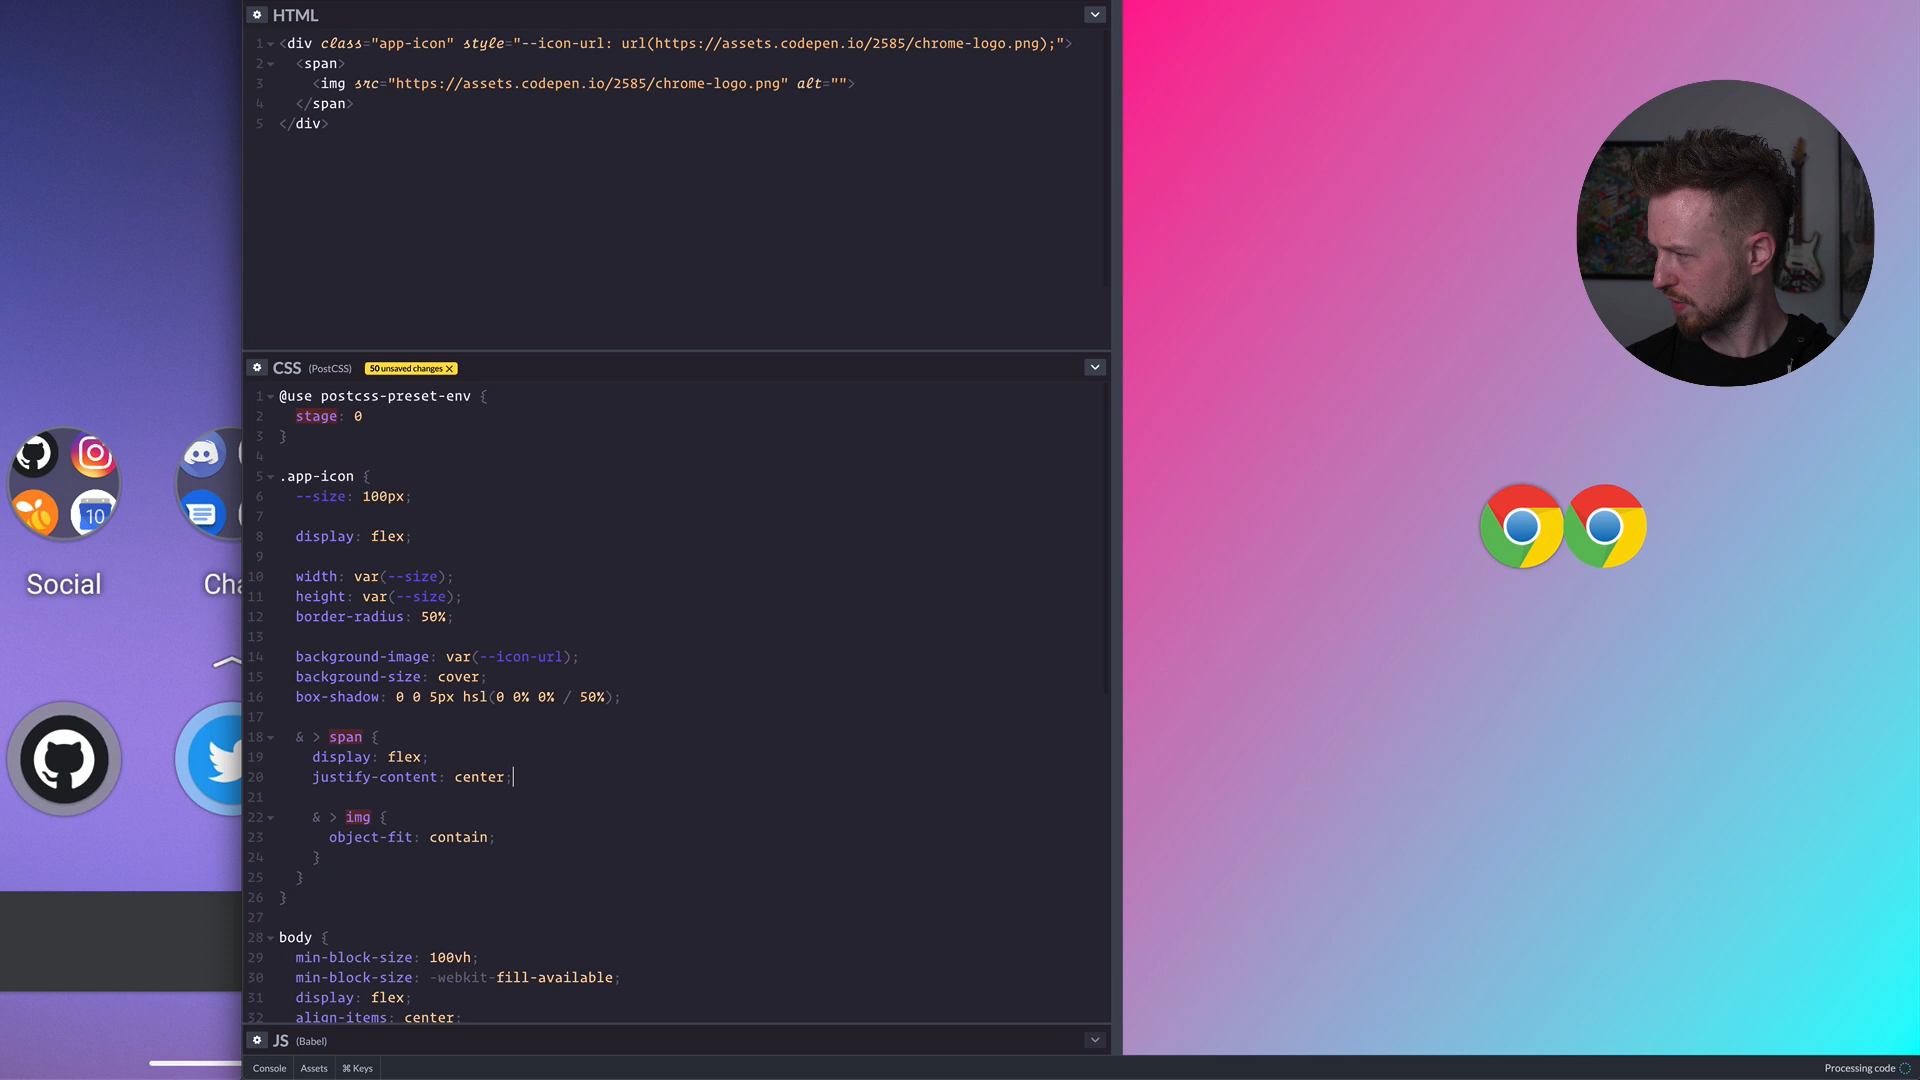 HTML
1 <div class="app-icon" style="--icon-url: url(https://assets.codepen.io/2585/chrome-logo.png);">
2 <span>
3 <img src="https://assets.codepen.io/2585/chrome-logo.png" alt="">
4 </span>
5 </div>
CSS (PostCSS) 50 unsaved changes X
1 @use postcss-preset-env {
2 stage: 0
3 }
4
5 .app-icon {
6 --size: 100px;
7
8 display: flex;
9
10 width: var(--size);
11 height: var(--size);
12 border-radius: 50%;
13
14 background-image: var(--icon-url);
15 background-size: cover;
16 box-shadow: 0 0 5px hsl(0 0% 0% / 50%);
17
18 & > span {
19 display: flex;
20 justify-content: center;
21
22 & > img {
23 object-fit: contain;
24 }
25 }
26 }
27
28 body {
29 min-block-size: 100vh;
30 min-block-size: -webkit-fill-available;
31 display: flex;
32 align-items: center;
JS (Babel)
Console Assets ⌘ Keys
Processing code
10
Social
Cha